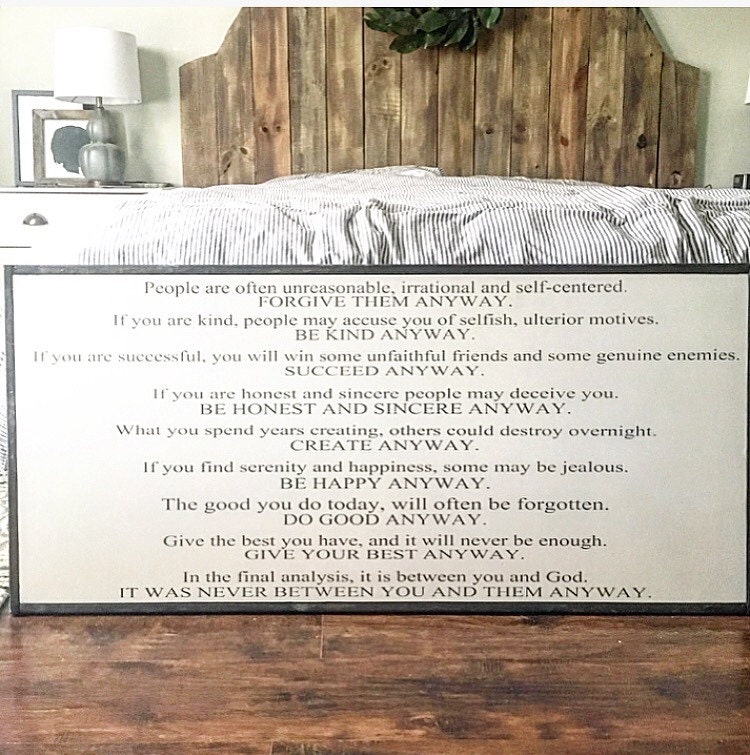 People are often unreasonable, irrational and self-centered.
FORGIVE THEM ANYWAY.
If you are kind, people may accuse you of selfish, ulterior motives.
BE KIND ANYWAY.
If you are successful, you will win some unfaithful friends and some genuine enemies.
SUCCEED ANYWAY.
If you are honest and sincere people may deceive you.
BE HONEST AND SINCERE ANYWAY.
What you spend years creating, others could destroy overnight.
CREATE ANYWAY.
If you find serenity and happiness, some may be jealous.
BE HAPPY ANYWAY.
The good you do today, will often be forgotten.
DO GOOD ANYWAY.
Give the best you have, and it will never be enough.
GIVE YOUR BEST ANYWAY.
In the final analysis, it is between you and God.
IT WAS NEVER BETWEEN YOU AND THEM ANYWAY.